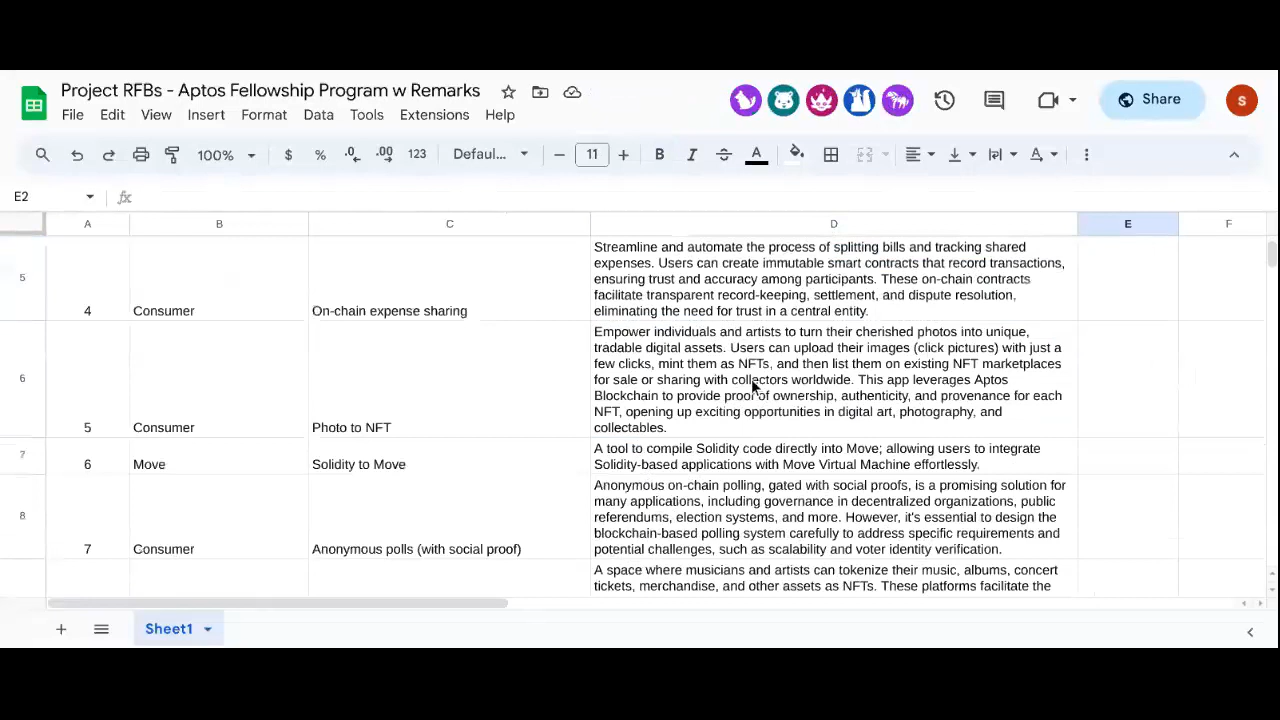 Project RFBs - Aptos Fellowship Program w Remarks
File Edit View Insert Format Data Tools Extensions Help
Share
S
100% $ % .0 .00 123 Defaul... 11 B I A
E2 fx
A B C D E F
5 4 Consumer On-chain expense sharing
Streamline and automate the process of splitting bills and tracking shared
expenses. Users can create immutable smart contracts that record transactions,
ensuring trust and accuracy among participants. These on-chain contracts
facilitate transparent record-keeping, settlement, and dispute resolution,
eliminating the need for trust in a central entity.
6 5 Consumer Photo to NFT
Empower individuals and artists to turn their cherished photos into unique,
tradable digital assets. Users can upload their images (click pictures) with just a
few clicks, mint them as NFTs, and then list them on existing NFT marketplaces
for sale or sharing with collectors worldwide. This app leverages Aptos
Blockchain to provide proof of ownership, authenticity, and provenance for each
NFT, opening up exciting opportunities in digital art, photography, and
collectables.
7 6 Move Solidity to Move
A tool to compile Solidity code directly into Move; allowing users to integrate
Solidity-based applications with Move Virtual Machine effortlessly.
8 7 Consumer Anonymous polls (with social proof)
Anonymous on-chain polling, gated with social proofs, is a promising solution for
many applications, including governance in decentralized organizations, public
referendums, election systems, and more. However, it's essential to design the
blockchain-based polling system carefully to address specific requirements and
potential challenges, such as scalability and voter identity verification.
A space where musicians and artists can tokenize their music, albums, concert
tickets, merchandise, and other assets as NFTs. These platforms facilitate the
Sheet1